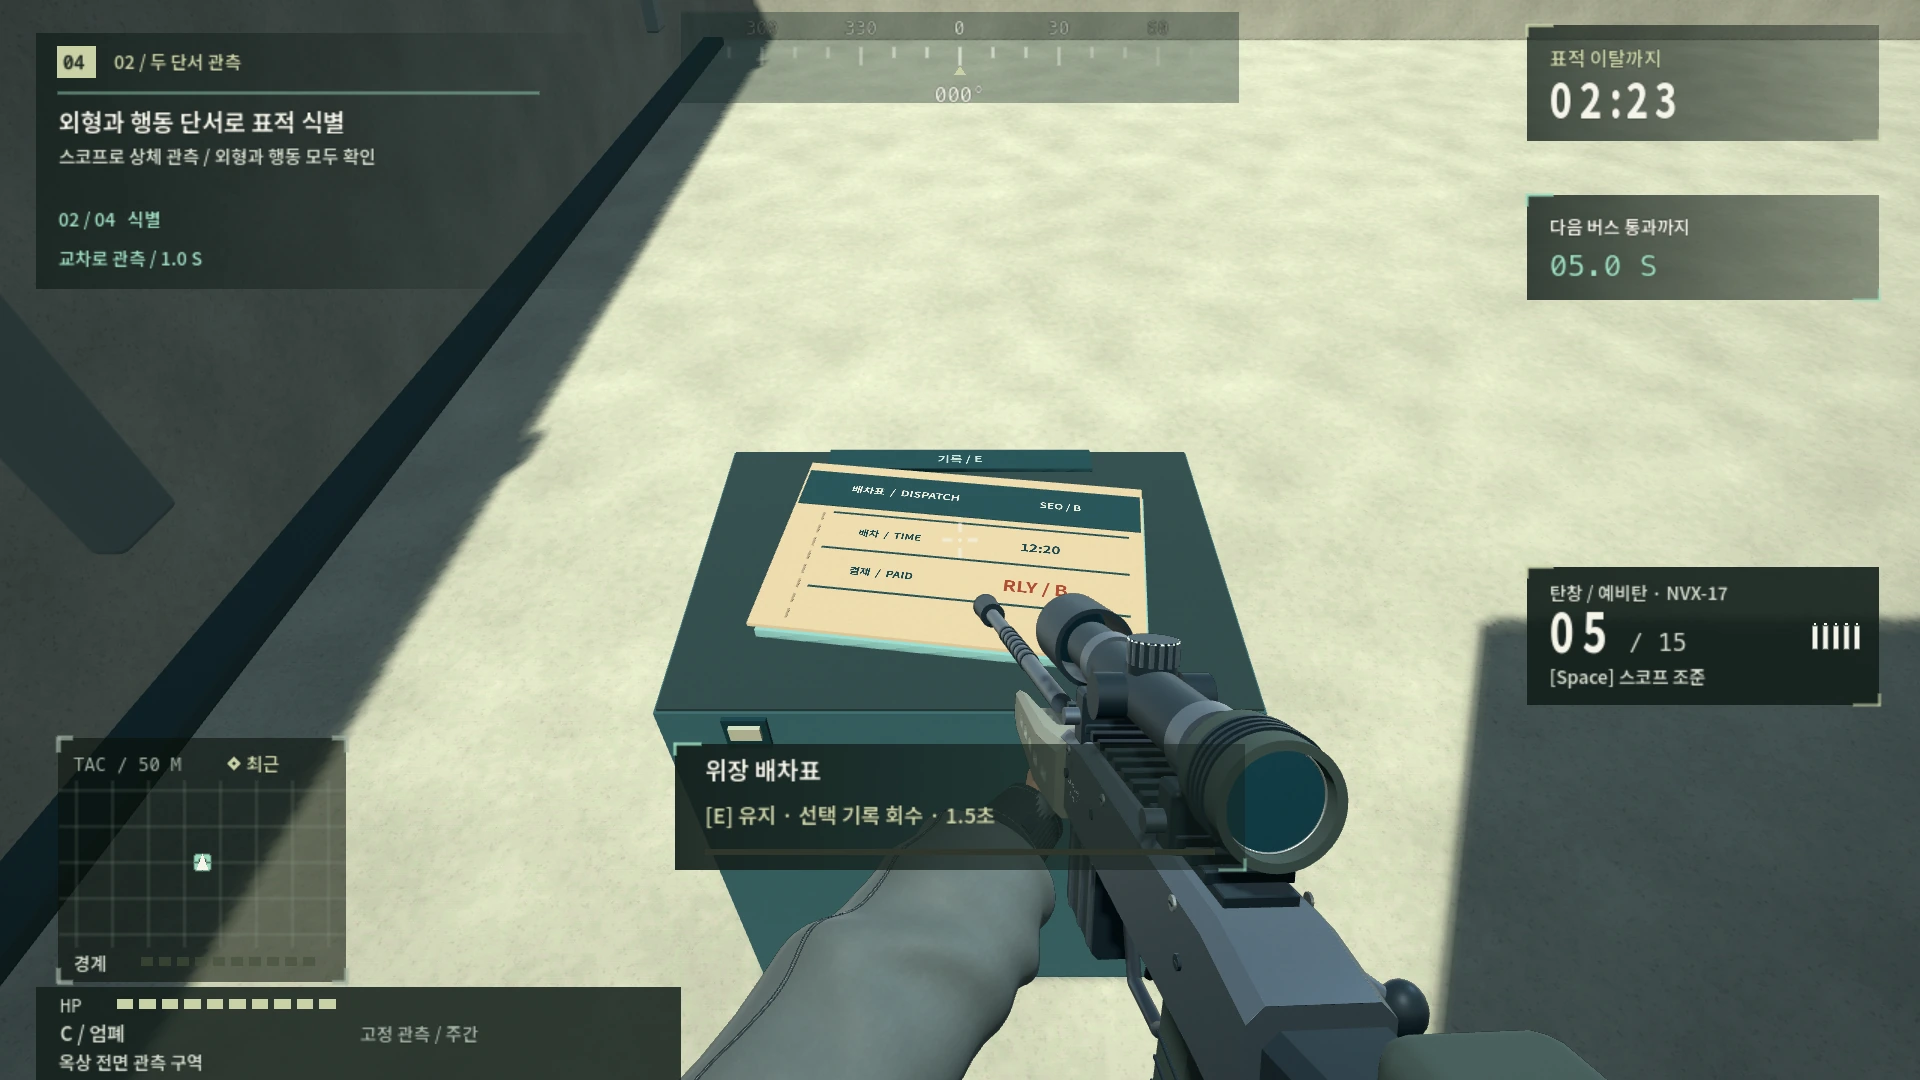 04 02 / 두 단서 관측
외형과 행동 단서로 표적 식별
스코프로 상체 관측 / 외형과 행동 모두 확인
02 / 04 식별
교차로 관측 / 1.0 S
300 330 0 30 60
000°
표적 이탈까지
02:23
다음 버스 통과까지
05.0 S
기록 / E
배차표 / DISPATCH SEO / B
배차 / TIME 12:20
결제 / PAID RLY / B
탄창 / 예비탄 · NVX-17
05 / 15
[Space] 스코프 조준
위장 배차표
[E] 유지 · 선택 기록 회수 · 1.5초
TAC / 50 M 최근
경계
HP
C / 엄폐 고정 관측 / 주간
옥상 전면 관측 구역